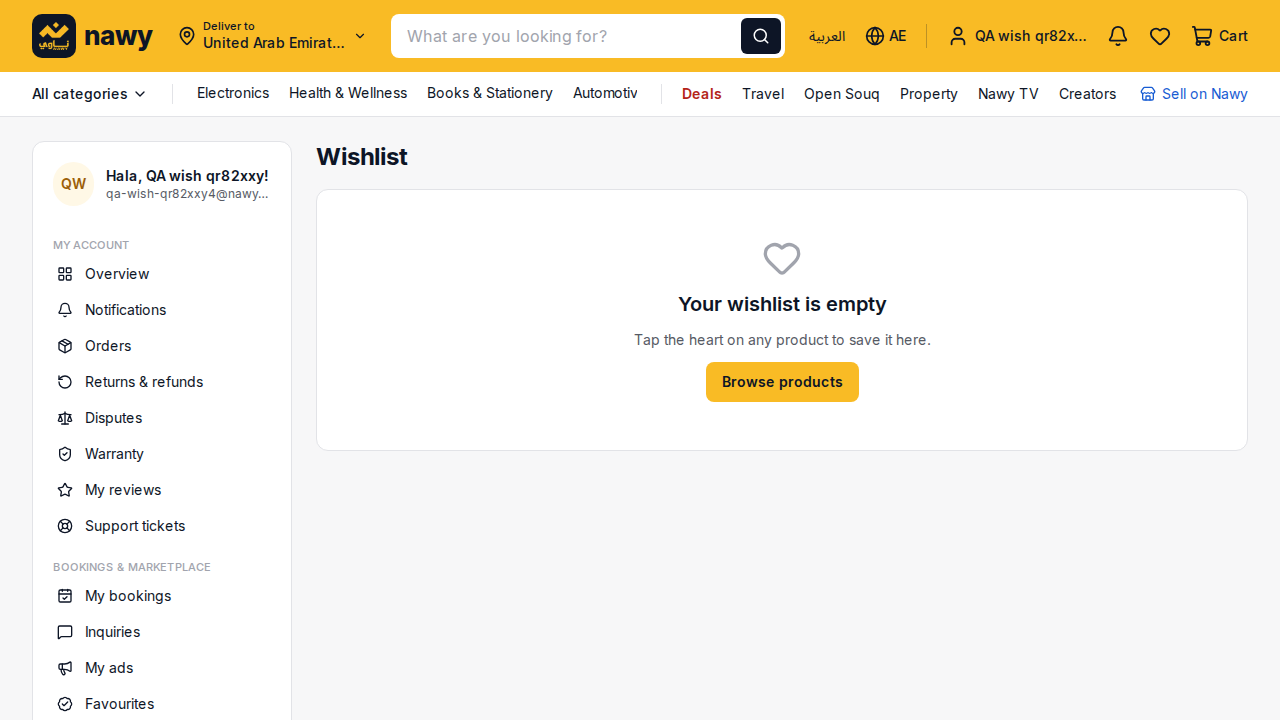 ناوي
nawy
Deliver to
United Arab Emirat...
What are you looking for?
العربية
AE
QA wish qr82x...
Cart
All categories
Electronics
Health & Wellness
Books & Stationery
Automotiv
Deals
Travel
Open Souq
Property
Nawy TV
Creators
Sell on Nawy
QW
Hala, QA wish qr82xxy!
qa-wish-qr82xxy4@nawy...
MY ACCOUNT
Overview
Notifications
Orders
Returns & refunds
Disputes
Warranty
My reviews
Support tickets
BOOKINGS & MARKETPLACE
My bookings
Inquiries
My ads
Favourites
Wishlist
Your wishlist is empty
Tap the heart on any product to save it here.
Browse products